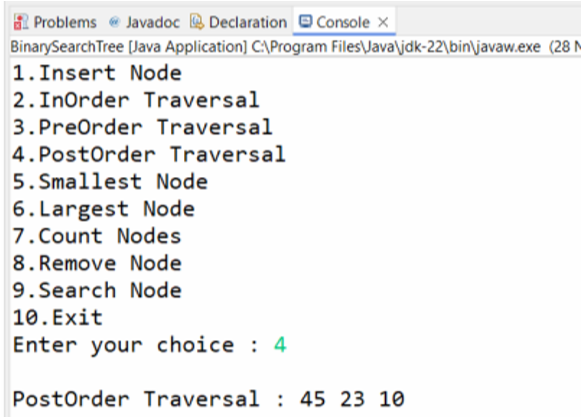 Problems Javadoc Declaration Console
BinarySearchTree [Java Application] C:\Program Files\Java\jdk-22\bin\javaw.exe (28 N
1.Insert Node
2.InOrder Traversal
3.PreOrder Traversal
4.PostOrder Traversal
5.Smallest Node
6.Largest Node
7.Count Nodes
8.Remove Node
9.Search Node
10.Exit
Enter your choice : 4
PostOrder Traversal : 45 23 10